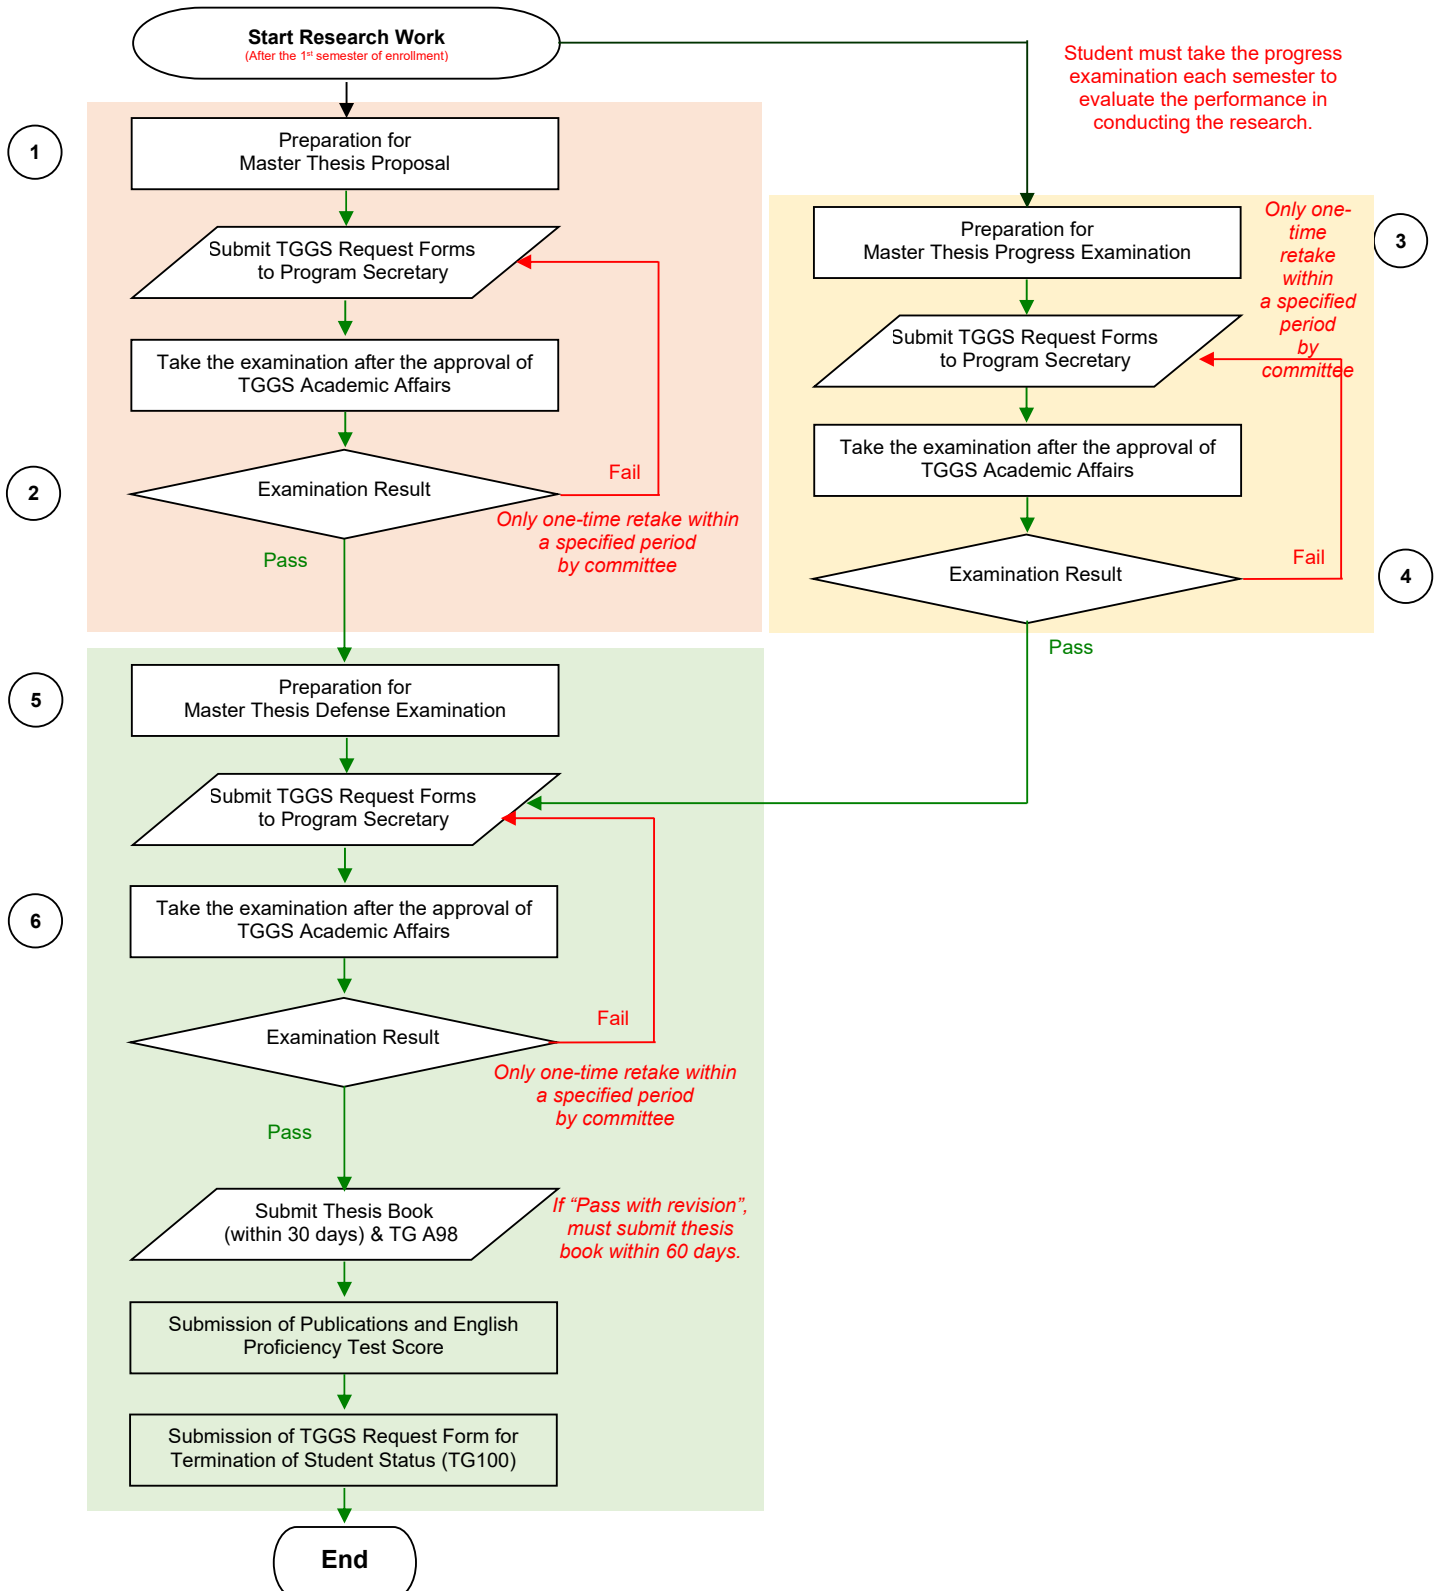 Start Research Work
(After the 1st semester of enrollment)
Student must take the progress
examination each semester to
evaluate the performance in
conducting the research.
1
Preparation for
Master Thesis Proposal
Submit TGGS Request Forms
to Program Secretary
Take the examination after the approval of
TGGS Academic Affairs
2
Examination Result
Fail
Only one-time retake within
a specified period
by committee
Pass
3
Preparation for
Master Thesis Progress Examination
Only one-
time
retake
within
a specified
period
by
committee
Submit TGGS Request Forms
to Program Secretary
Take the examination after the approval of
TGGS Academic Affairs
Examination Result
Fail
4
Pass
5
Preparation for
Master Thesis Defense Examination
Submit TGGS Request Forms
to Program Secretary
6
Take the examination after the approval of
TGGS Academic Affairs
Examination Result
Fail
Only one-time retake within
a specified period
by committee
Pass
Submit Thesis Book
(within 30 days) & TG A98
If “Pass with revision”,
must submit thesis
book within 60 days.
Submission of Publications and English
Proficiency Test Score
Submission of TGGS Request Form for
Termination of Student Status (TG100)
End